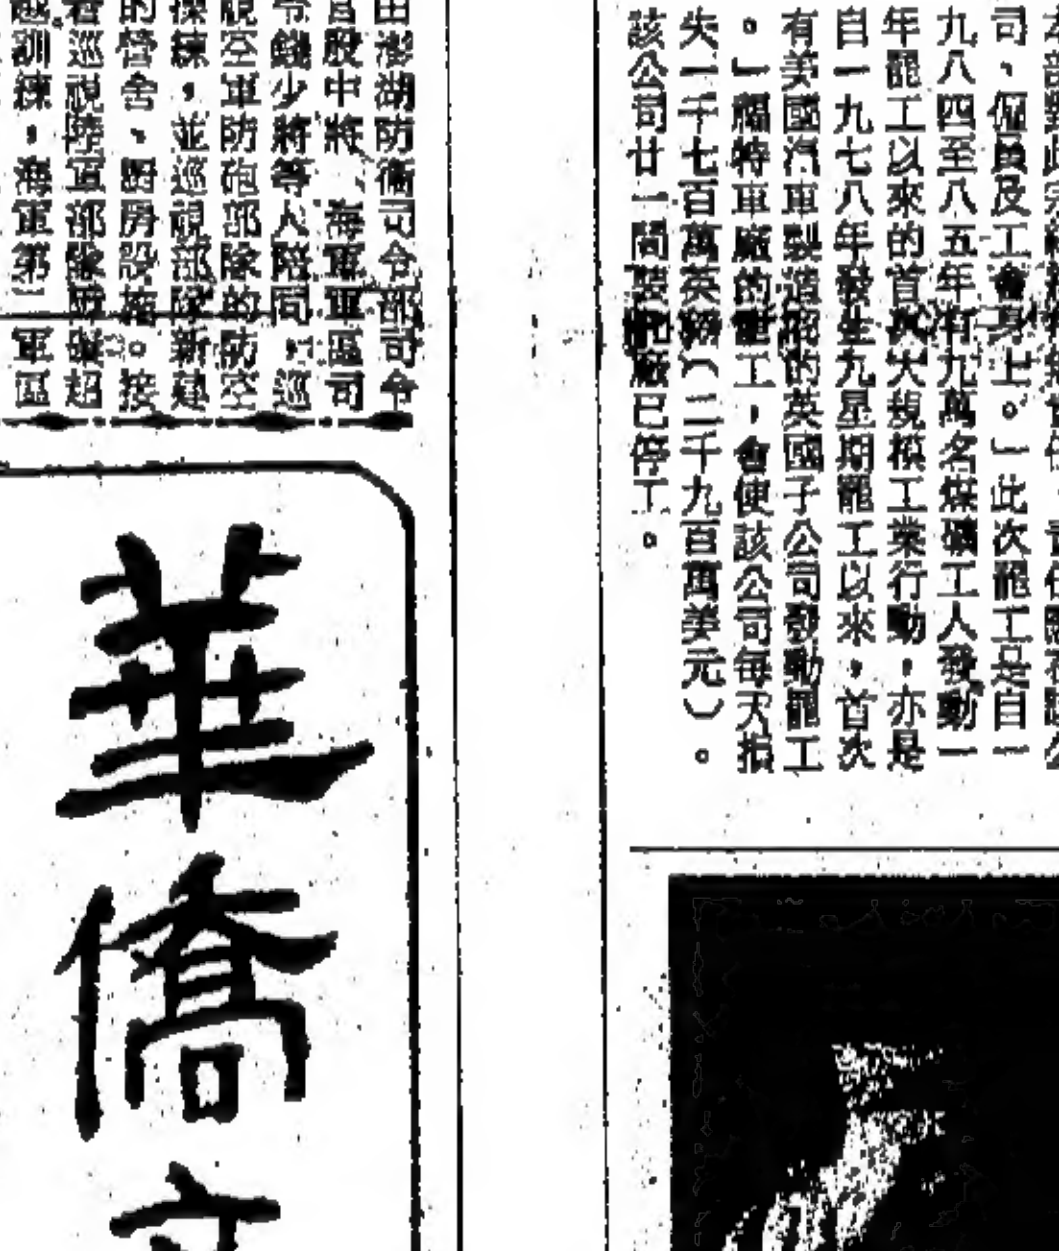 司、僱員及工會身上。」此次罷工是自一
九八四至八五年有九萬名煤礦工人發動一
年罷工以來的首次大規模工業行動,亦是
自一九七八年發生九星期罷工以來,首次
有美國汽車製造商的英國子公司發動罷工
。」福特車廠的罷工,會使該公司每天損
失一千七百萬英鎊(二千九百萬美元)。
該公司廿一間裝配廠已停工。
由澎湖防衛司令部司令
官殷中將、海軍軍區司
令錢少將等人陪同,巡
視空軍防砲部隊的防空
操練,並巡視部隊新建
的營舍、廚房設施。接
著巡視陸軍部隊防礙超
越訓練,海軍第二軍區
華僑文